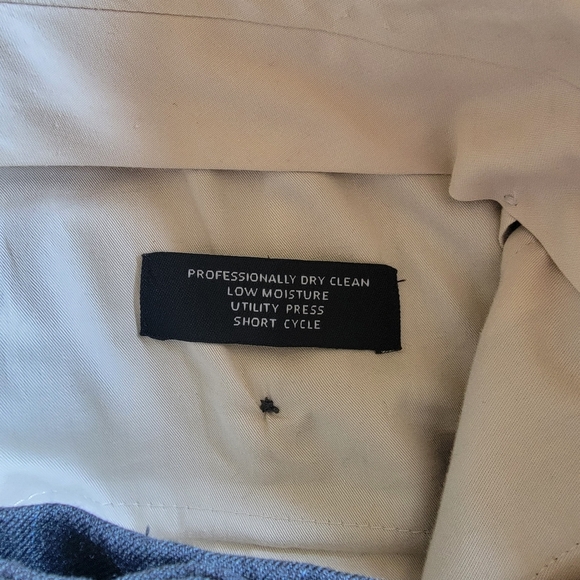 PROFESSIONALLY DRY CLEAN
LOW MOISTURE
UTILITY PRESS
SHORT CYCLE